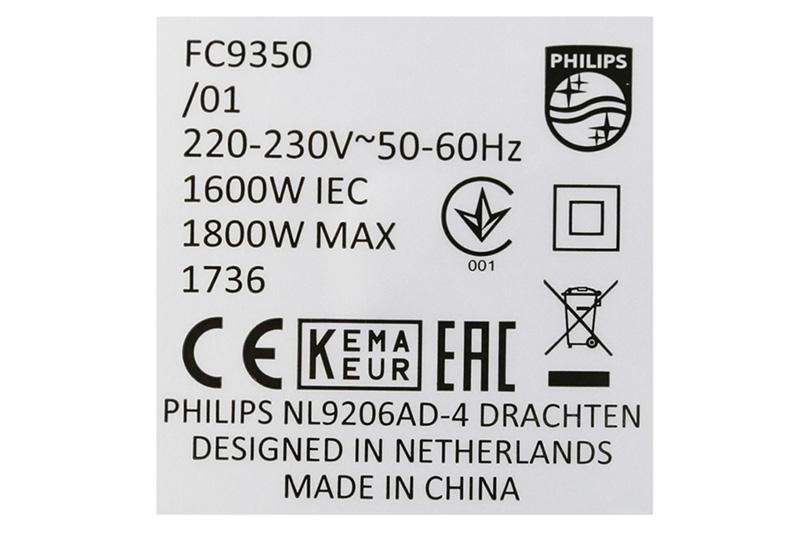 FC9350
/01
220-230V~50-60Hz
1600W IEC
1800W MAX
1736
PHILIPS
001
CE KEMA EUR EAC
PHILIPS NL9206AD-4 DRACHTEN
DESIGNED IN NETHERLANDS
MADE IN CHINA